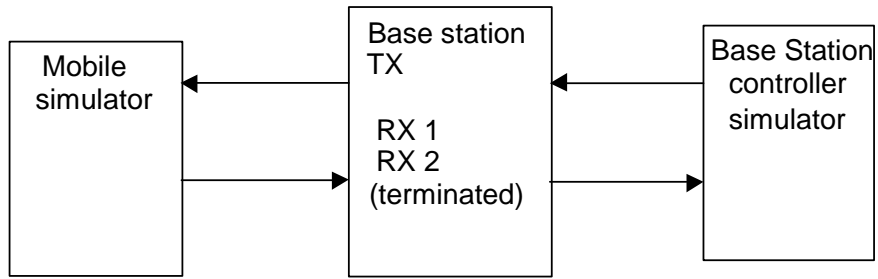 Mobile
simulator
Base station
TX
RX 1
RX 2
(terminated)
Base Station
controller
simulator